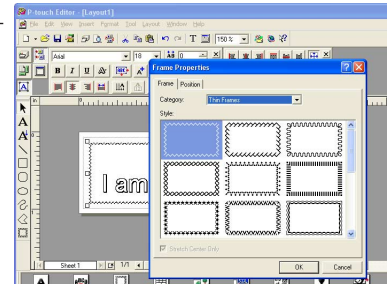 P-touch Editor - [Layout1]
File Edit View Insert Format Tool Layout Window Help
150 %
Arial
18
Frame Properties
Frame Position
Category: Thin Frames
Style:
I am
Stretch Center Only
OK Cancel
Sheet 1 1/1